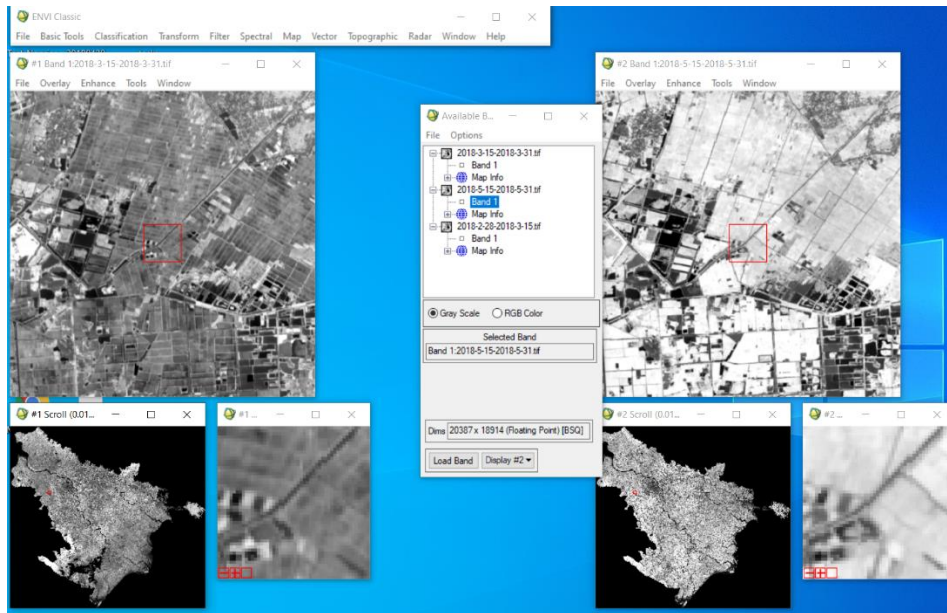 ENVI Classic
File Basic Tools Classification Transform Filter Spectral Map Vector Topographic Radar Window Help
#1 Band 1:2018-3-15-2018-3-31.tif
File Overlay Enhance Tools Window
#2 Band 1:2018-5-15-2018-5-31.tif
File Overlay Enhance Tools Window
Available B...
File Options
2018-3-15-2018-3-31.tif
Band 1
Map Info
2018-5-15-2018-5-31.tif
Band 1
Map Info
2018-2-28-2018-3-15.tif
Band 1
Map Info
Gray Scale RGB Color
Selected Band
Band 1:2018-5-15-2018-5-31.tif
Dims 20387 x 18914 (Floating Point) [BSQ]
Load Band Display #2
#1 Scroll (0.01...
#1 ...
#2 Scroll (0.01...
#2 ...